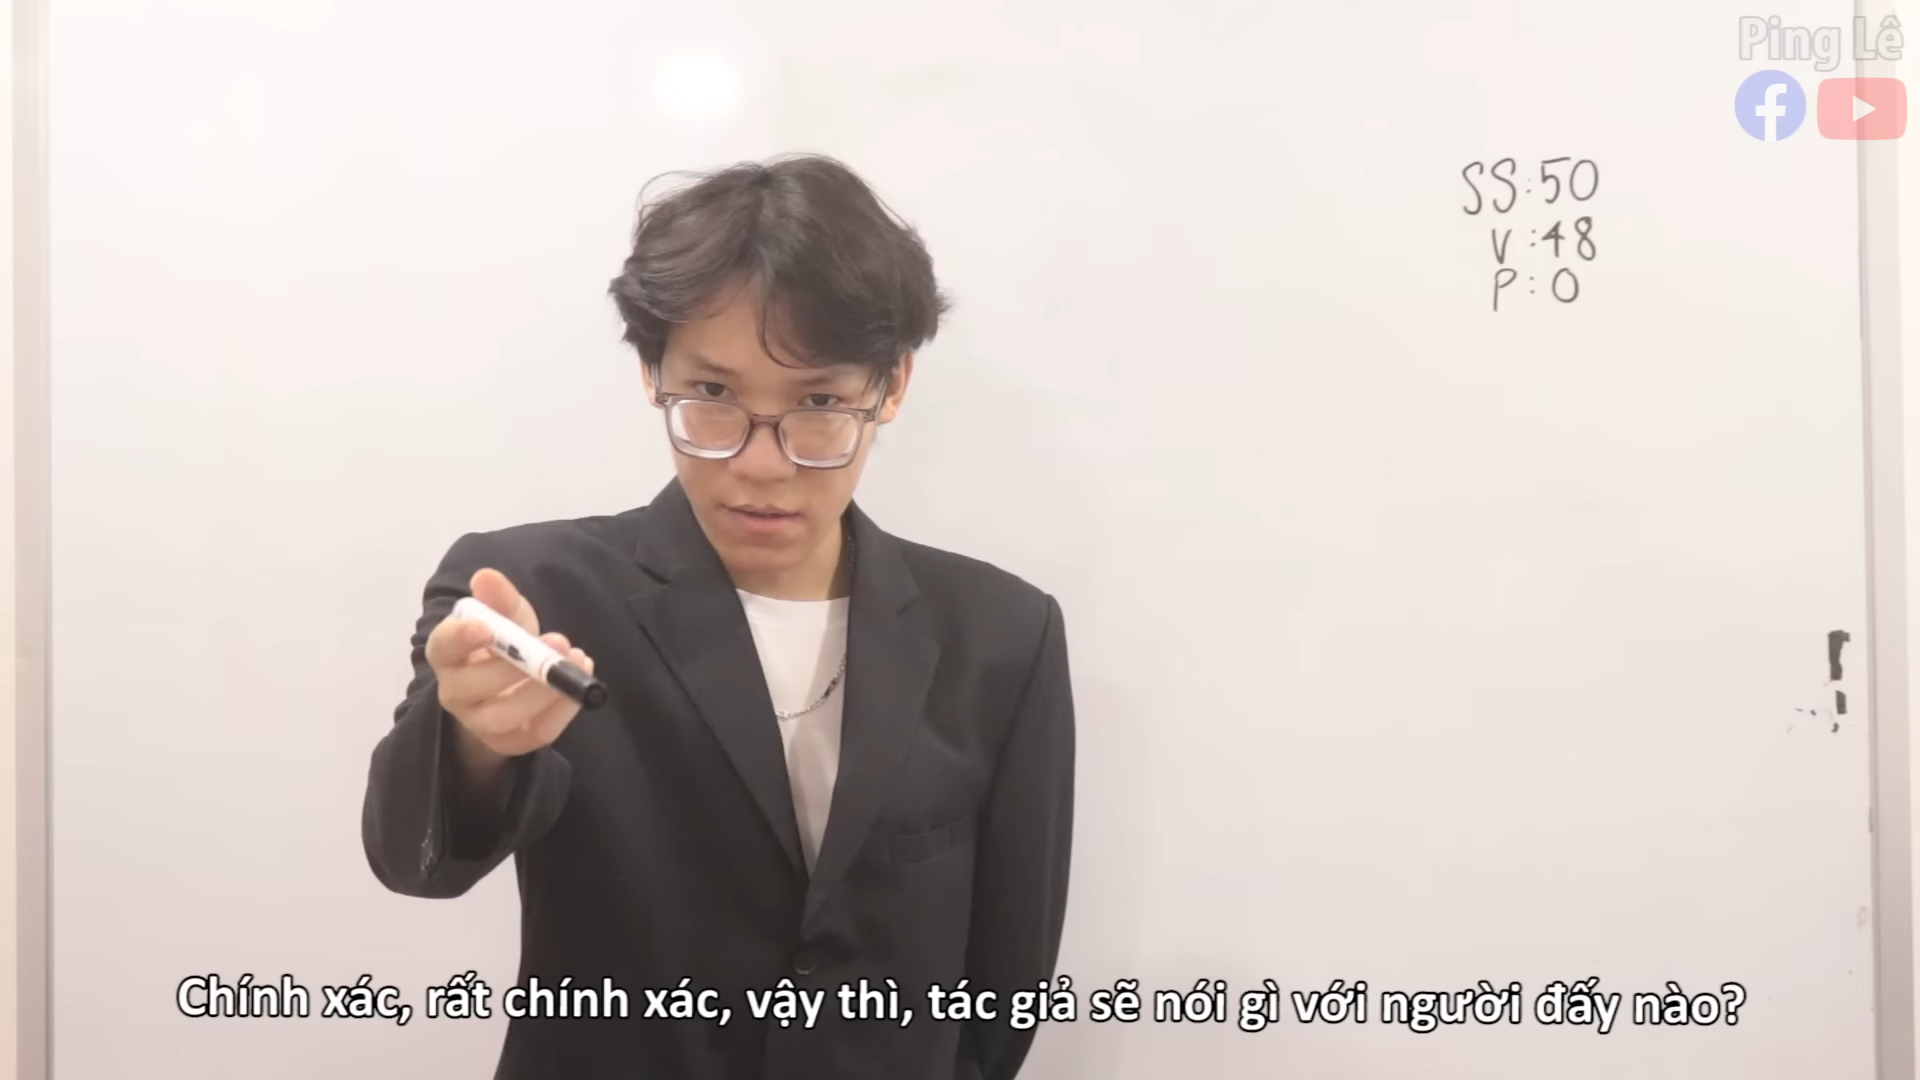 Ping Lê
SS:50
V:48
P:0
Chính xác, rất chính xác, vậy thì, tác giả sẽ nói gì với người đấy nào?